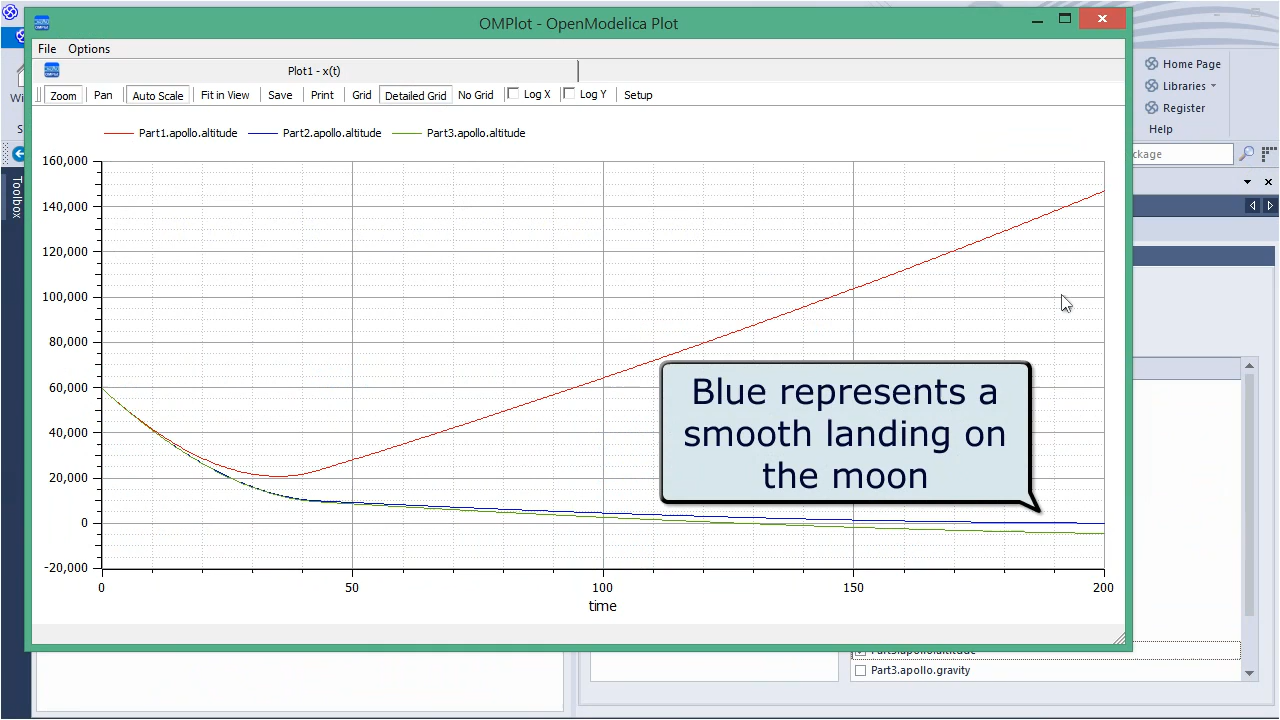 OMPlot - OpenModelica Plot
File Options
Plot1 - x(t)
Home Page
Zoom Pan Auto Scale Fit in View Save Print Grid Detailed Grid No Grid Log X Log Y Setup
Libraries
Register
Help
Part1.apollo.altitude Part2.apollo.altitude Part3.apollo.altitude
Toolbox
160,000
140,000
120,000
100,000
80,000
60,000
40,000
20,000
0
-20,000
Blue represents a
smooth landing on
the moon
0 50 100 150 200
time
Part3.apollo.altitude
Part3.apollo.gravity